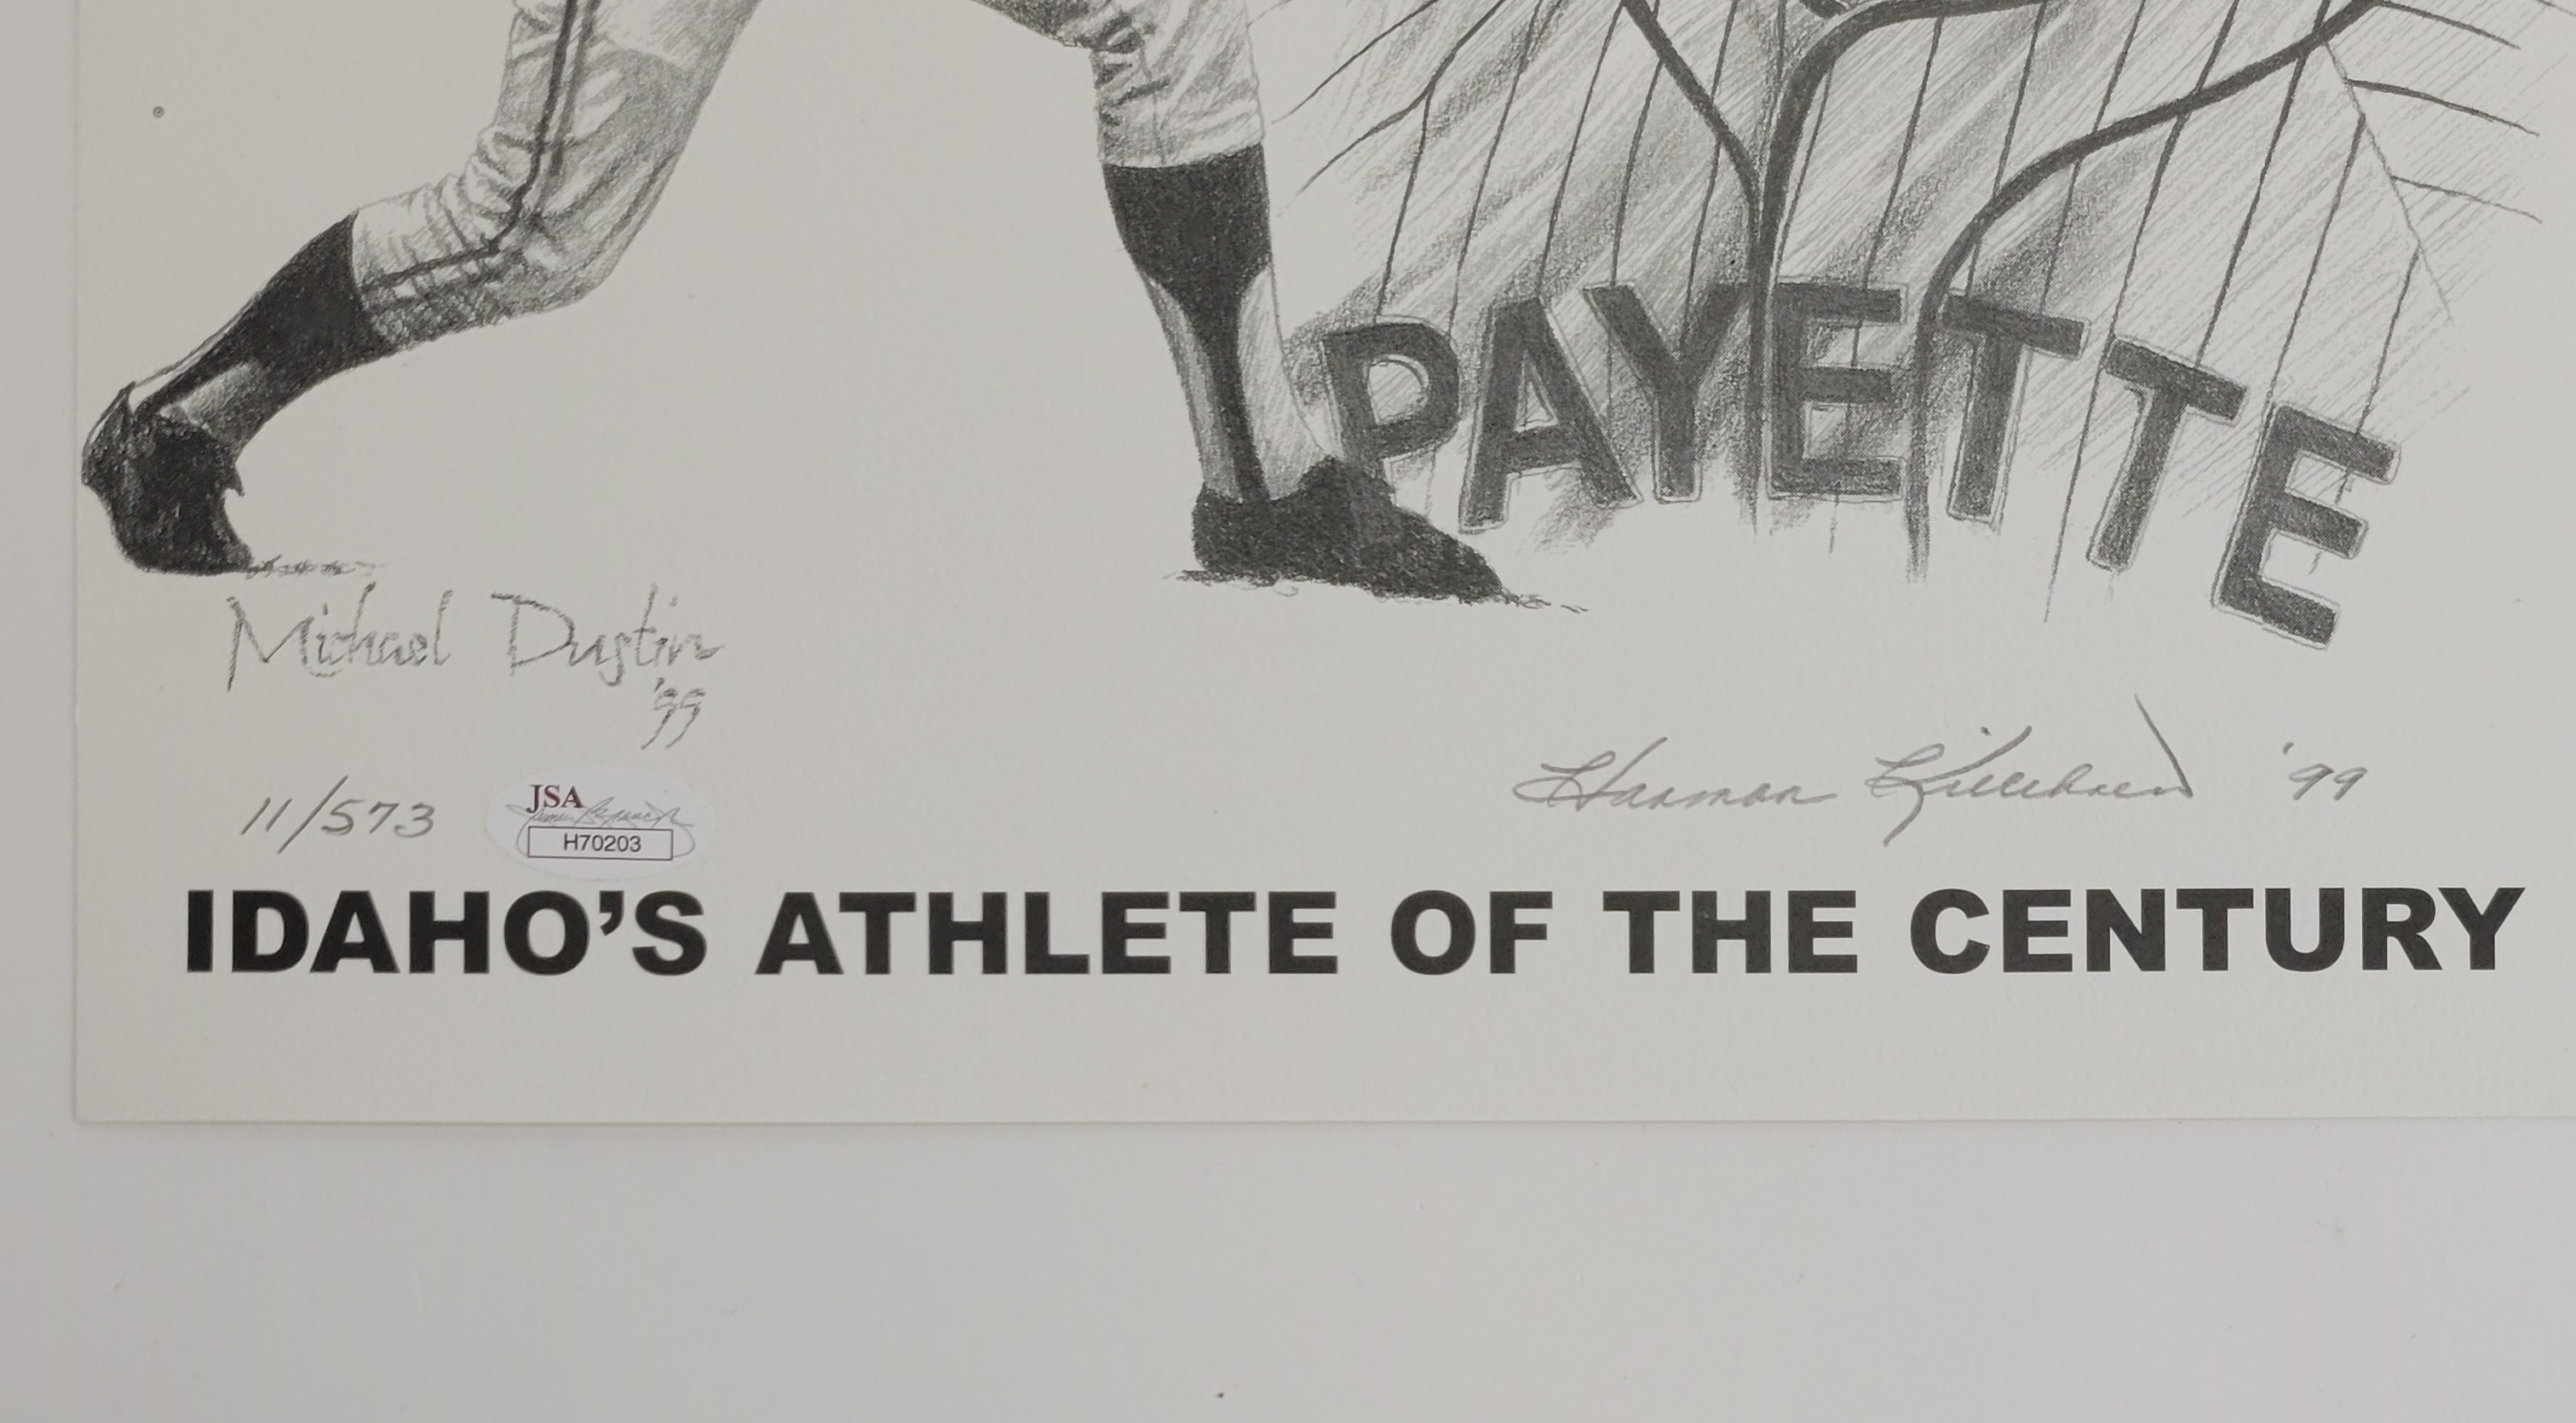 PAYETTE
Michael Dustin
'99
Harmon Killebrew '99
11/573
JSA
H70203
IDAHO'S ATHLETE OF THE CENTURY